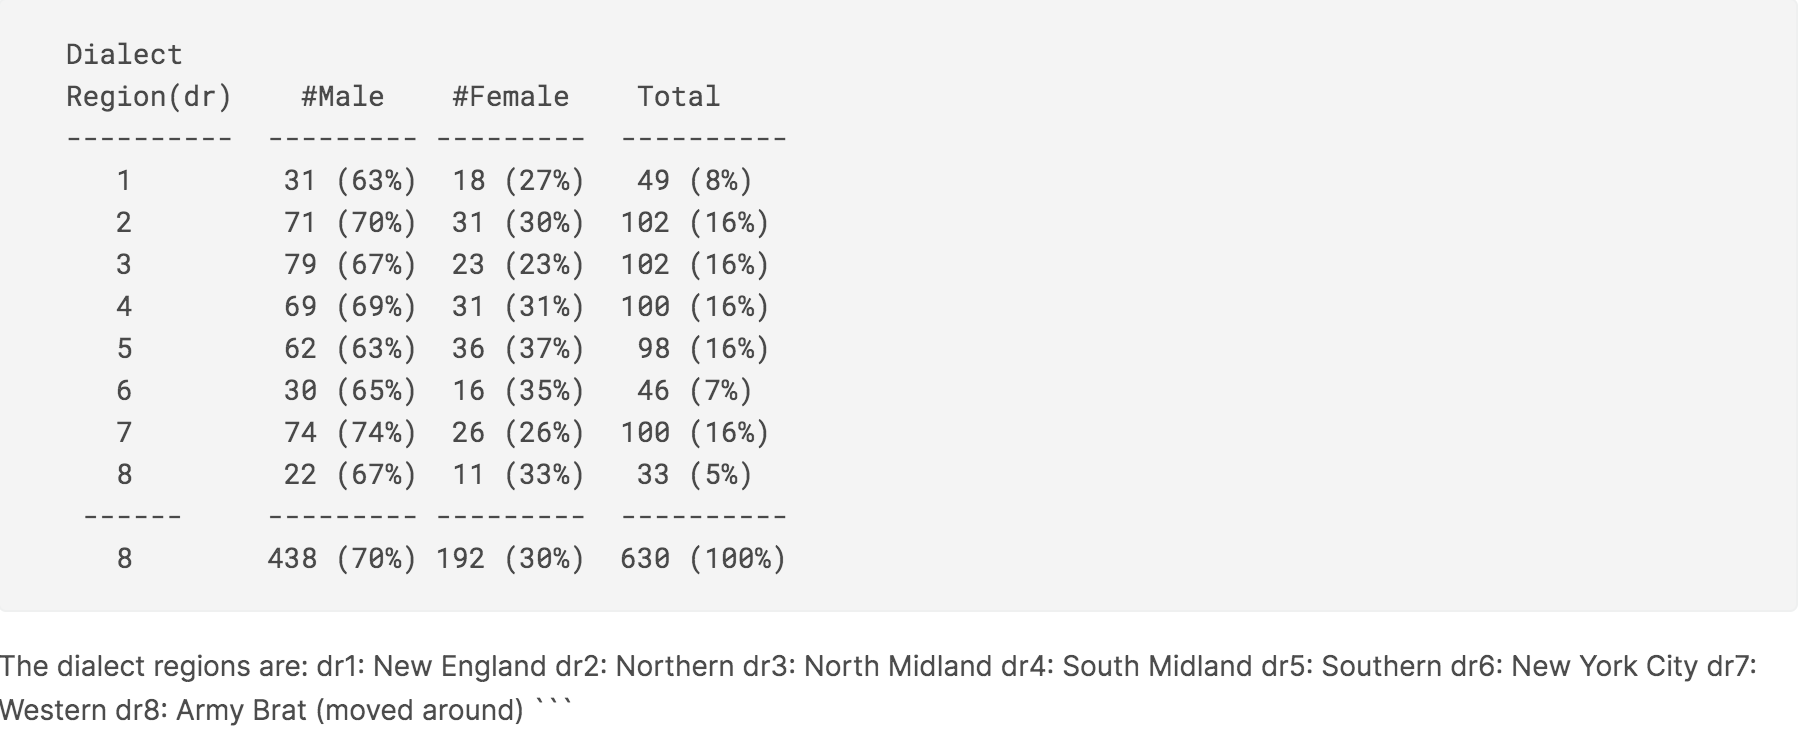 Dialect
Region(dr)    #Male    #Female    Total
----------  --------- ---------  ----------
   1         31 (63%)  18 (27%)   49 (8%)
   2         71 (70%)  31 (30%)  102 (16%)
   3         79 (67%)  23 (23%)  102 (16%)
   4         69 (69%)  31 (31%)  100 (16%)
   5         62 (63%)  36 (37%)   98 (16%)
   6         30 (65%)  16 (35%)   46 (7%)
   7         74 (74%)  26 (26%)  100 (16%)
   8         22 (67%)  11 (33%)   33 (5%)
 ------     --------- ---------  ----------
   8        438 (70%) 192 (30%)  630 (100%)
The dialect regions are: dr1: New England dr2: Northern dr3: North Midland dr4: South Midland dr5: Southern dr6: New York City dr7:
Western dr8: Army Brat (moved around) ```